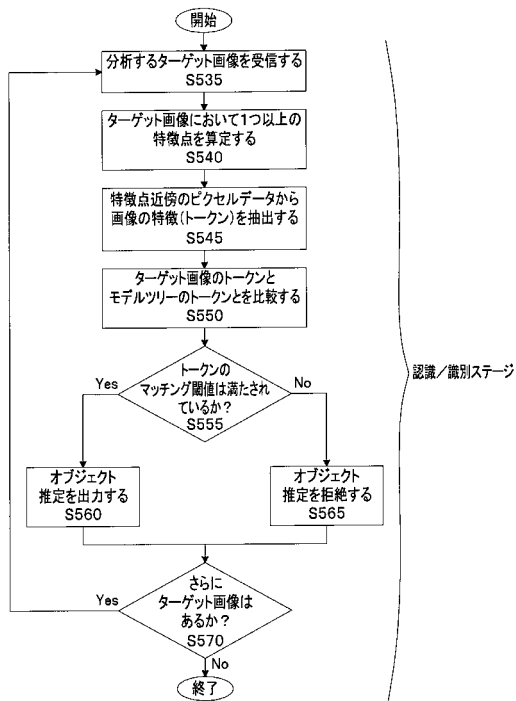 開始
分析するターゲット画像を受信する
S535
ターゲット画像において1つ以上の
特徴点を算定する
S540
特徴点近傍のピクセルデータから
画像の特徴(トークン)を抽出する
S545
ターゲット画像のトークンと
モデルツリーのトークンとを比較する
S550
トークンの
マッチング閾値は満たされ
ているか?
S555
Yes
No
オブジェクト
推定を出力する
S560
オブジェクト
推定を拒絶する
S565
さらに
ターゲット画像は
あるか?
S570
Yes
No
終了
認識/識別ステージ